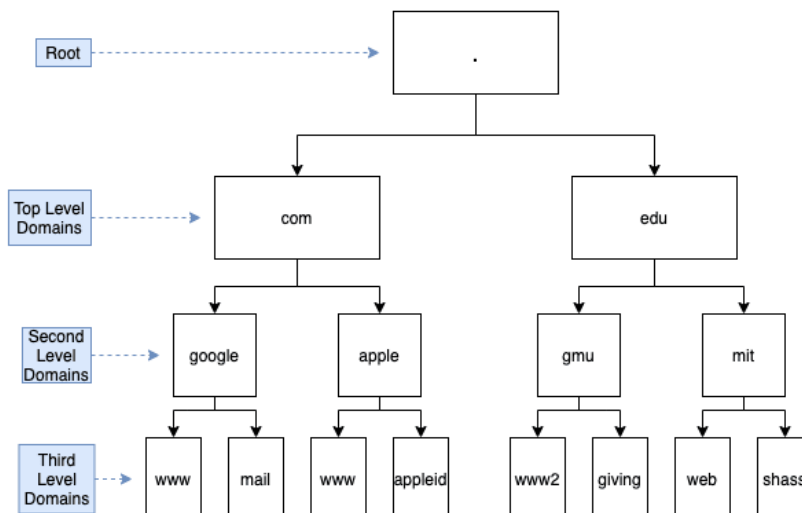 Root
.
Top Level
Domains
com
edu
Second
Level
Domains
google
apple
gmu
mit
Third
Level
Domains
www
mail
www
appleid
www2
giving
web
shass